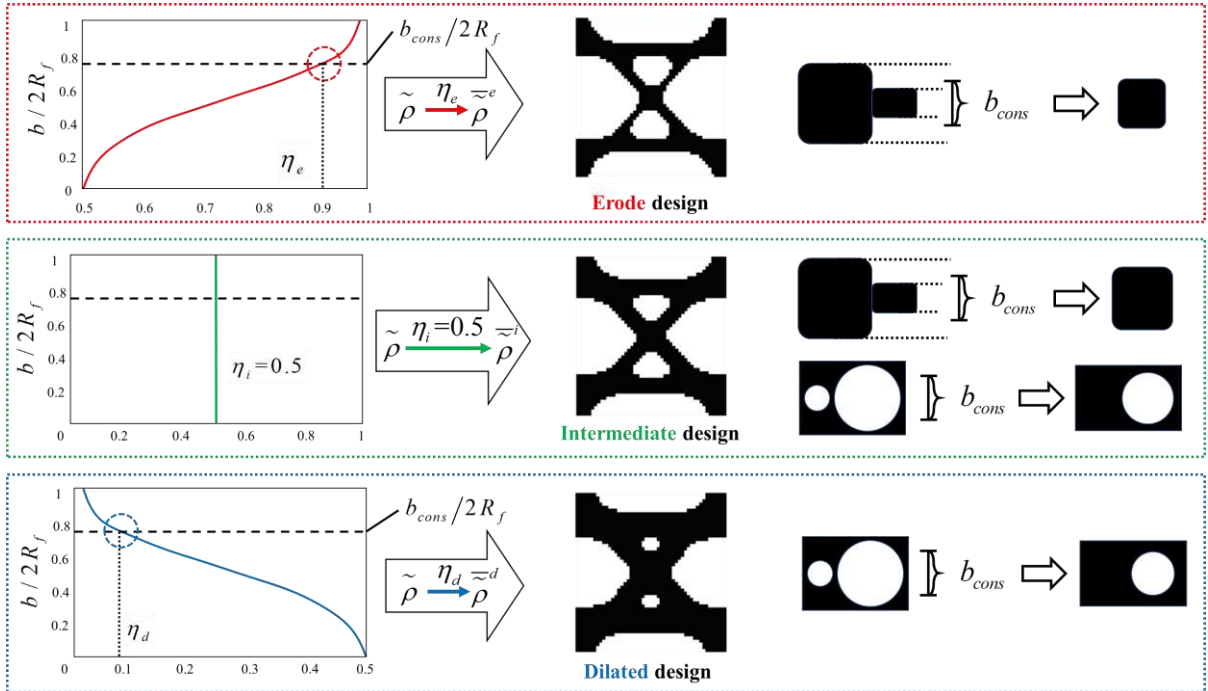 b / 2R_f
1
0.8
0.6
0.4
0.2
0
0.5 0.6 0.7 0.8 0.9 1
η_e
b_cons / 2R_f
ρ̃ η_e ρ̃̅^e
Erode design
b_cons
b / 2R_f
1
0.8
0.6
0.4
0.2
0 0.2 0.4 0.6 0.8 1
η_i=0.5
ρ̃ η_i=0.5 ρ̃̅^i
Intermediate design
b_cons
b_cons
b / 2R_f
1
0.8
0.6
0.4
0.2
0
0 0.1 0.2 0.3 0.4 0.5
η_d
b_cons / 2R_f
ρ̃ η_d ρ̃̅^d
Dilated design
b_cons